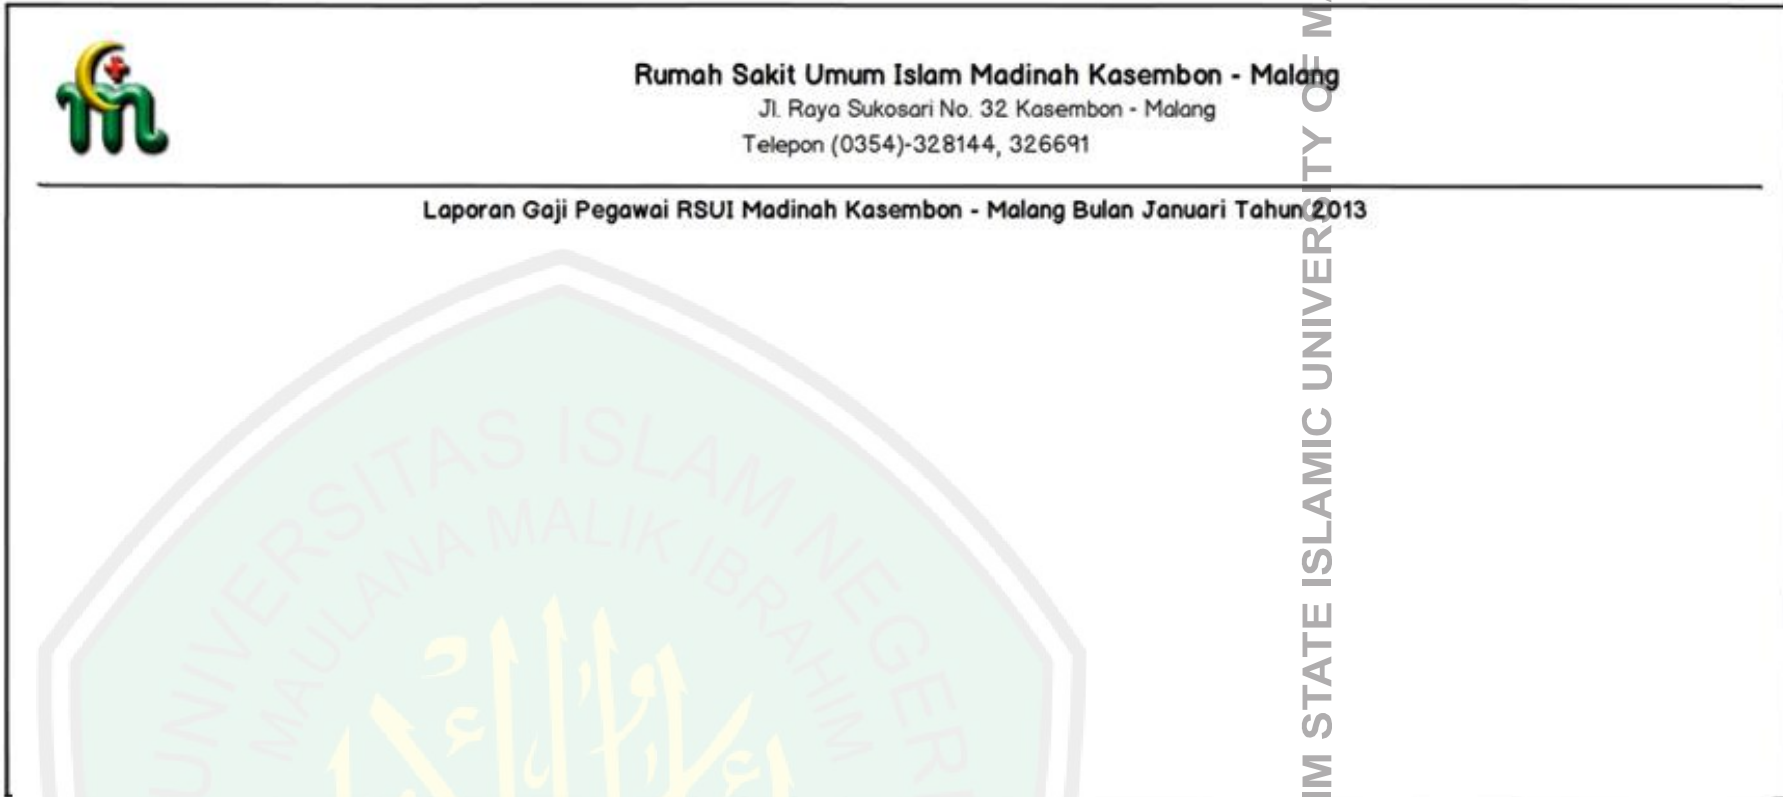 Rumah Sakit Umum Islam Madinah Kasembon - Malang
Jl. Raya Sukosari No. 32 Kasembon - Malang
Telepon (0354)-328144, 326691
Laporan Gaji Pegawai RSUI Madinah Kasembon - Malang Bulan Januari Tahun 2013
UNIVERSITAS ISLAM NEGERI
MAULANA MALIK IBRAHIM
IM STATE ISLAMIC UNIVERSITY OF MA